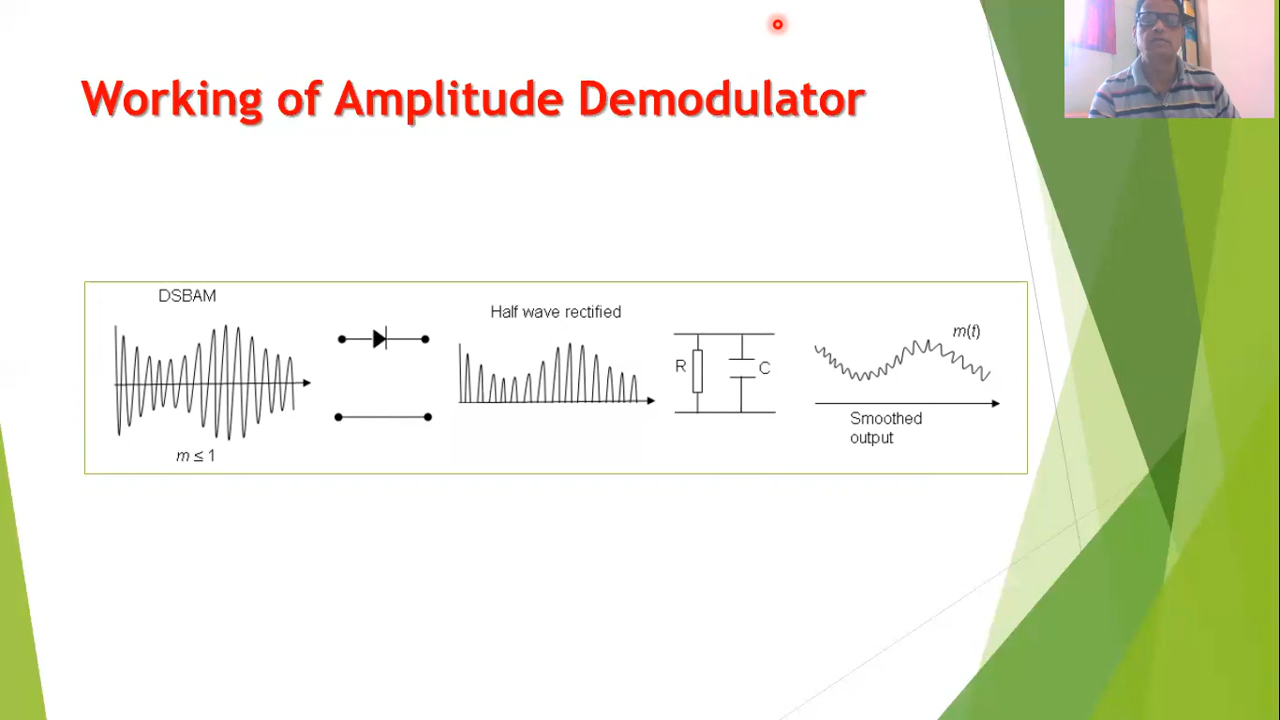 Working of Amplitude Demodulator
DSBAM
m ≤ 1
Half wave rectified
R
C
m(t)
Smoothed
output